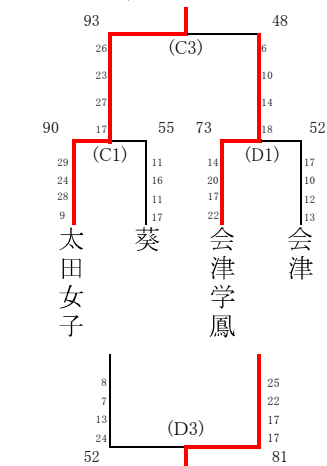 93 48
(C3)
26 6
23 10
27 14
17 18
90 55 73 52
(C1) (D1)
29 11 14 17
24 16 20 10
28 11 17 12
9 17 22 13
太田女子
葵
会津学鳳
会津
8 25
7 22
13 17
24 17
(D3)
52 81